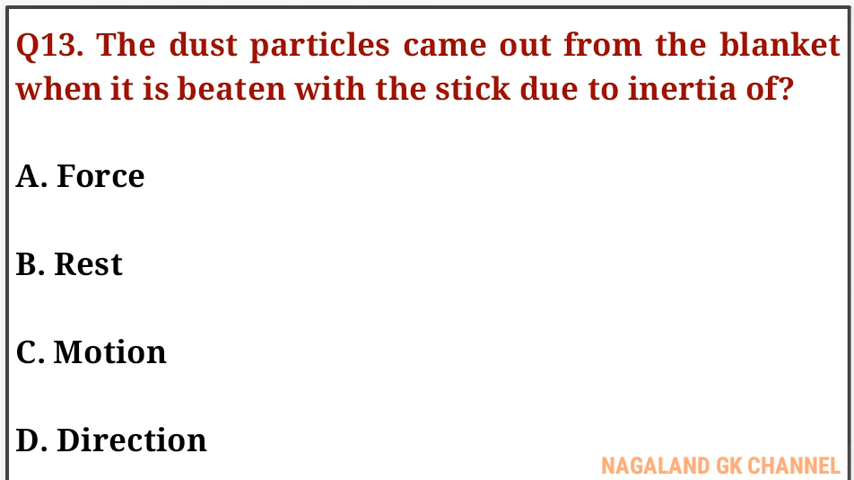 Q13. The dust particles came out from the blanket
when it is beaten with the stick due to inertia of?
A. Force
B. Rest
C. Motion
D. Direction
NAGALAND GK CHANNEL